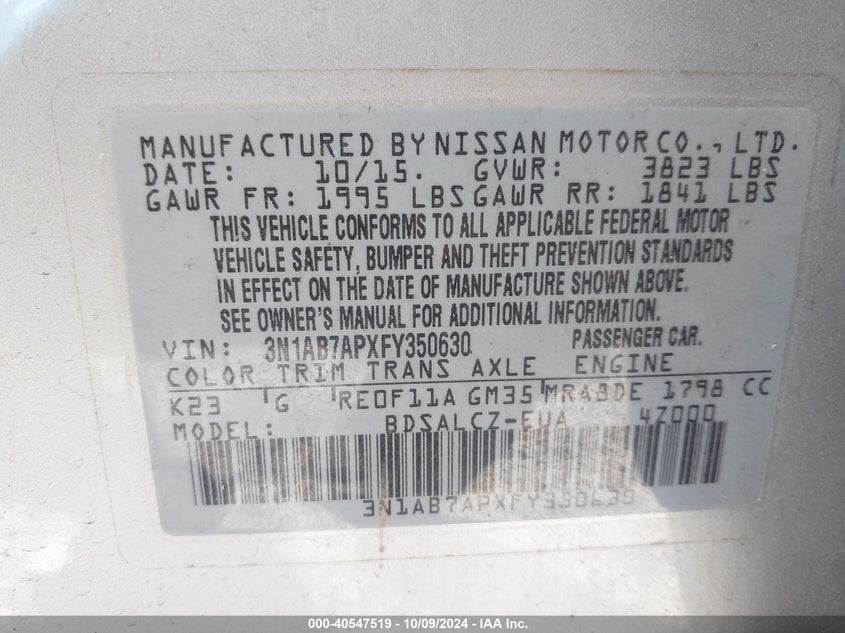 MANUFACTURED BY NISSAN MOTOR CO., LTD.
DATE: 10/15. GVWR: 3823 LBS
GAWR FR: 1995 LBS GAWR RR: 1841 LBS
THIS VEHICLE CONFORMS TO ALL APPLICABLE FEDERAL MOTOR
VEHICLE SAFETY, BUMPER AND THEFT PREVENTION STANDARDS
IN EFFECT ON THE DATE OF MANUFACTURE SHOWN ABOVE.
SEE OWNER'S MANUAL FOR ADDITIONAL INFORMATION.
VIN: 3N1AB7APXFY350630 PASSENGER CAR.
COLOR TRIM TRANS AXLE ENGINE
K23 G RE0F11A GM35 MRA8DE 1798 CC
MODEL: BDSALCZ-EUA 4Z000
3N1AB7APXFY350630
000-40547519 - 10/09/2024 - IAA Inc.